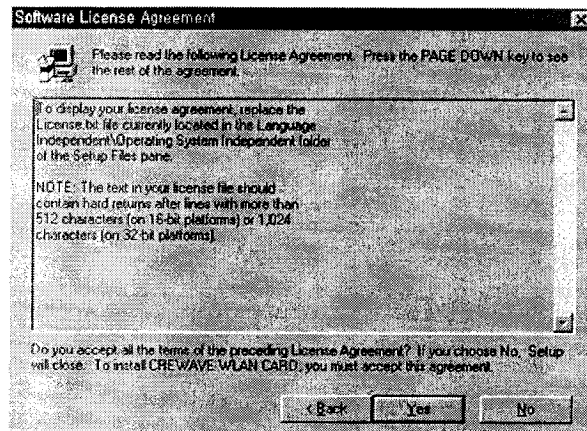 Software License Agreement
Please read the following License Agreement. Press the PAGE DOWN key to see
the rest of the agreement.
To display your license agreement, replace the
License.txt file currently located in the Language
Independent\Operating System Independent folder
of the Setup Files pane.
NOTE: The text in your license file should
contain hard returns after lines with more than
512 characters (on 16-bit platforms) or 1,024
characters (on 32-bit platforms).
Do you accept all the terms of the preceding License Agreement? If you choose No, Setup
will close. To install CREWAVE WLAN CARD, you must accept this agreement.
< Back Yes No